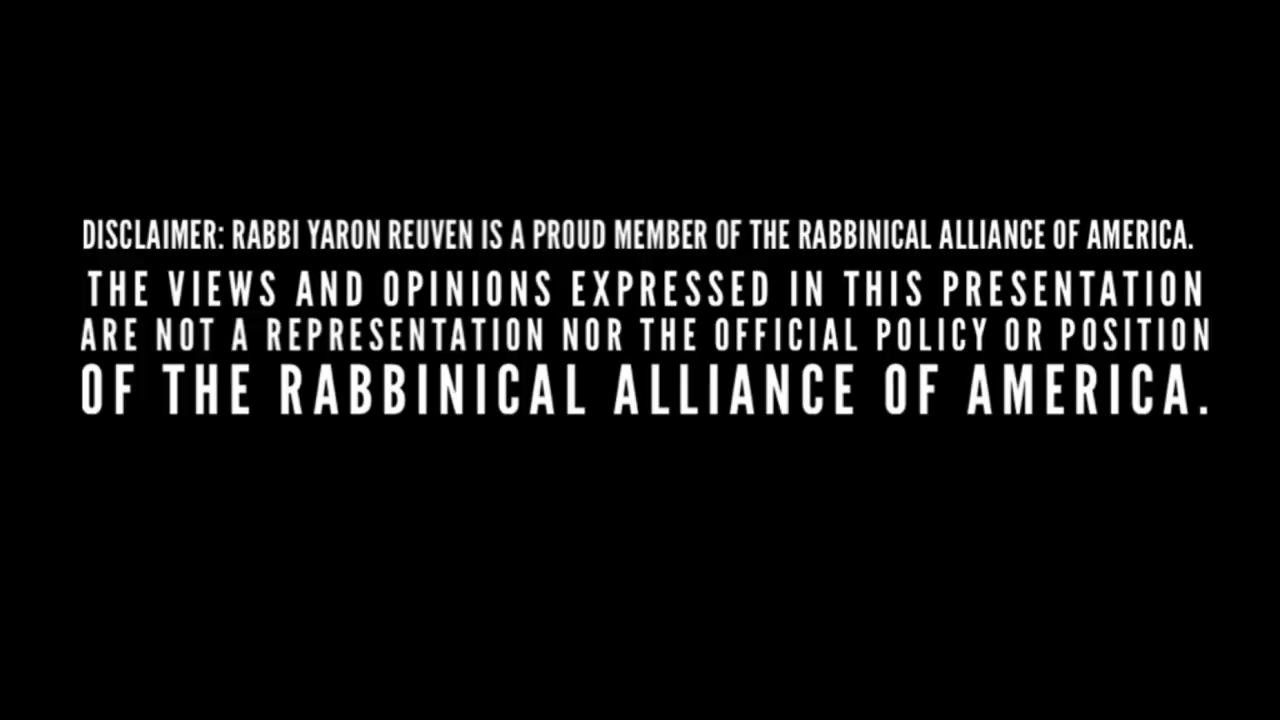 DISCLAIMER: RABBI YARON REUVEN IS A PROUD MEMBER OF THE RABBINICAL ALLIANCE OF AMERICA.
THE VIEWS AND OPINIONS EXPRESSED IN THIS PRESENTATION
ARE NOT A REPRESENTATION NOR THE OFFICIAL POLICY OR POSITION
OF THE RABBINICAL ALLIANCE OF AMERICA.